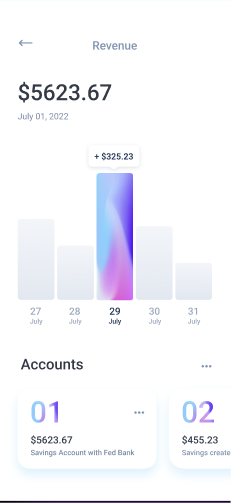 Revenue
$5623.67
July 01, 2022
+ $325.23
27 28 29 30 31
July July July July July
Accounts
01 02
$5623.67 $455.23
Savings Account with Fed Bank Savings create